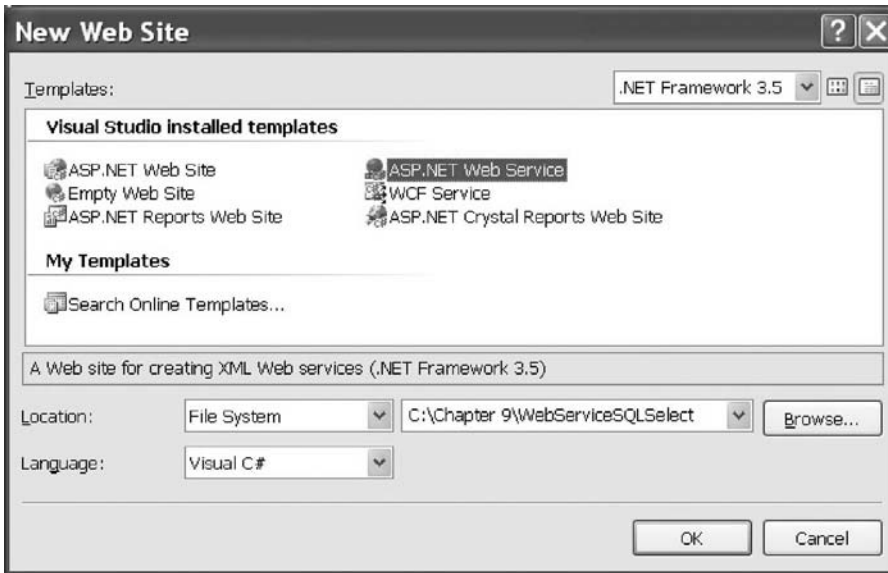 New Web Site
Templates:
.NET Framework 3.5
Visual Studio installed templates
ASP.NET Web Site
ASP.NET Web Service
Empty Web Site
WCF Service
ASP.NET Reports Web Site
ASP.NET Crystal Reports Web Site
My Templates
Search Online Templates...
A Web site for creating XML Web services (.NET Framework 3.5)
Location:
File System
C:\Chapter 9\WebServiceSQLSelect
Browse...
Language:
Visual C#
OK
Cancel